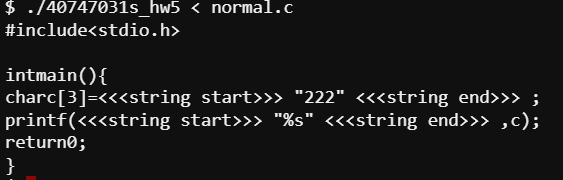 $ ./40747031s_hw5 < normal.c
#include<stdio.h>

intmain(){
charc[3]=<<<string start>>> "222" <<<string end>>> ;
printf(<<<string start>>> "%s" <<<string end>>> ,c);
return0;
}